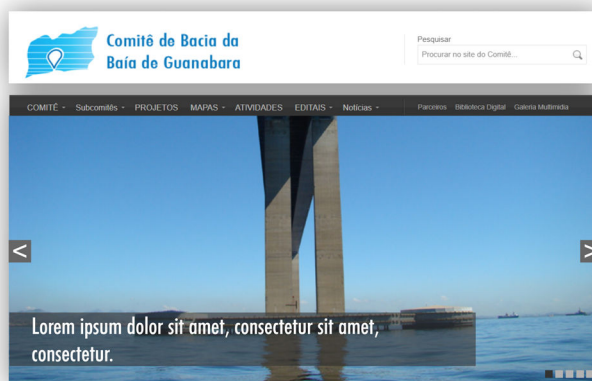 Comitê de Bacia da
Baía de Guanabara
Pesquisar
Procurar no site do Comitê...
COMITÊ Subcomitês PROJETOS MAPAS ATIVIDADES EDITAIS Notícias Parceiros Biblioteca Digital Galeria Multimidia
< >
Lorem ipsum dolor sit amet, consectetur sit amet,
consectetur.